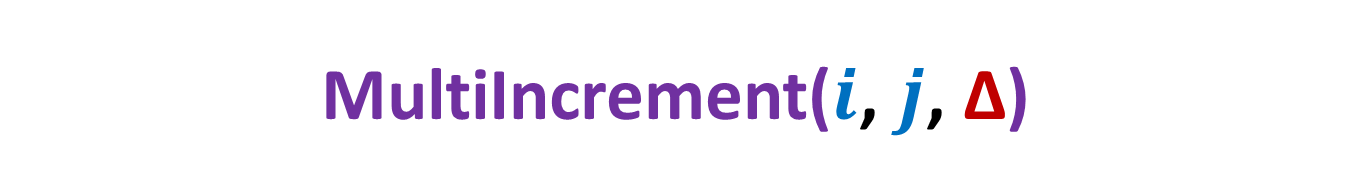 MultiIncrement(i, j, Δ)